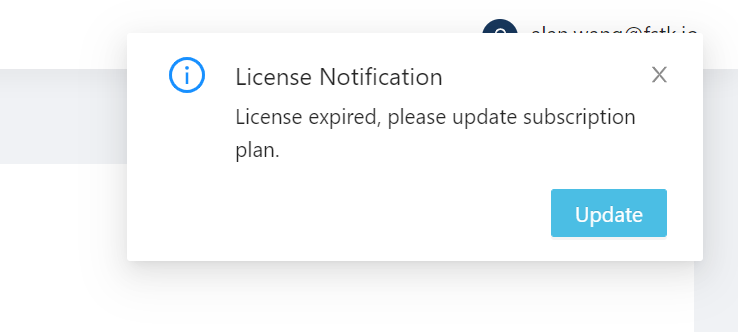 License Notification
License expired, please update subscription
plan.
Update